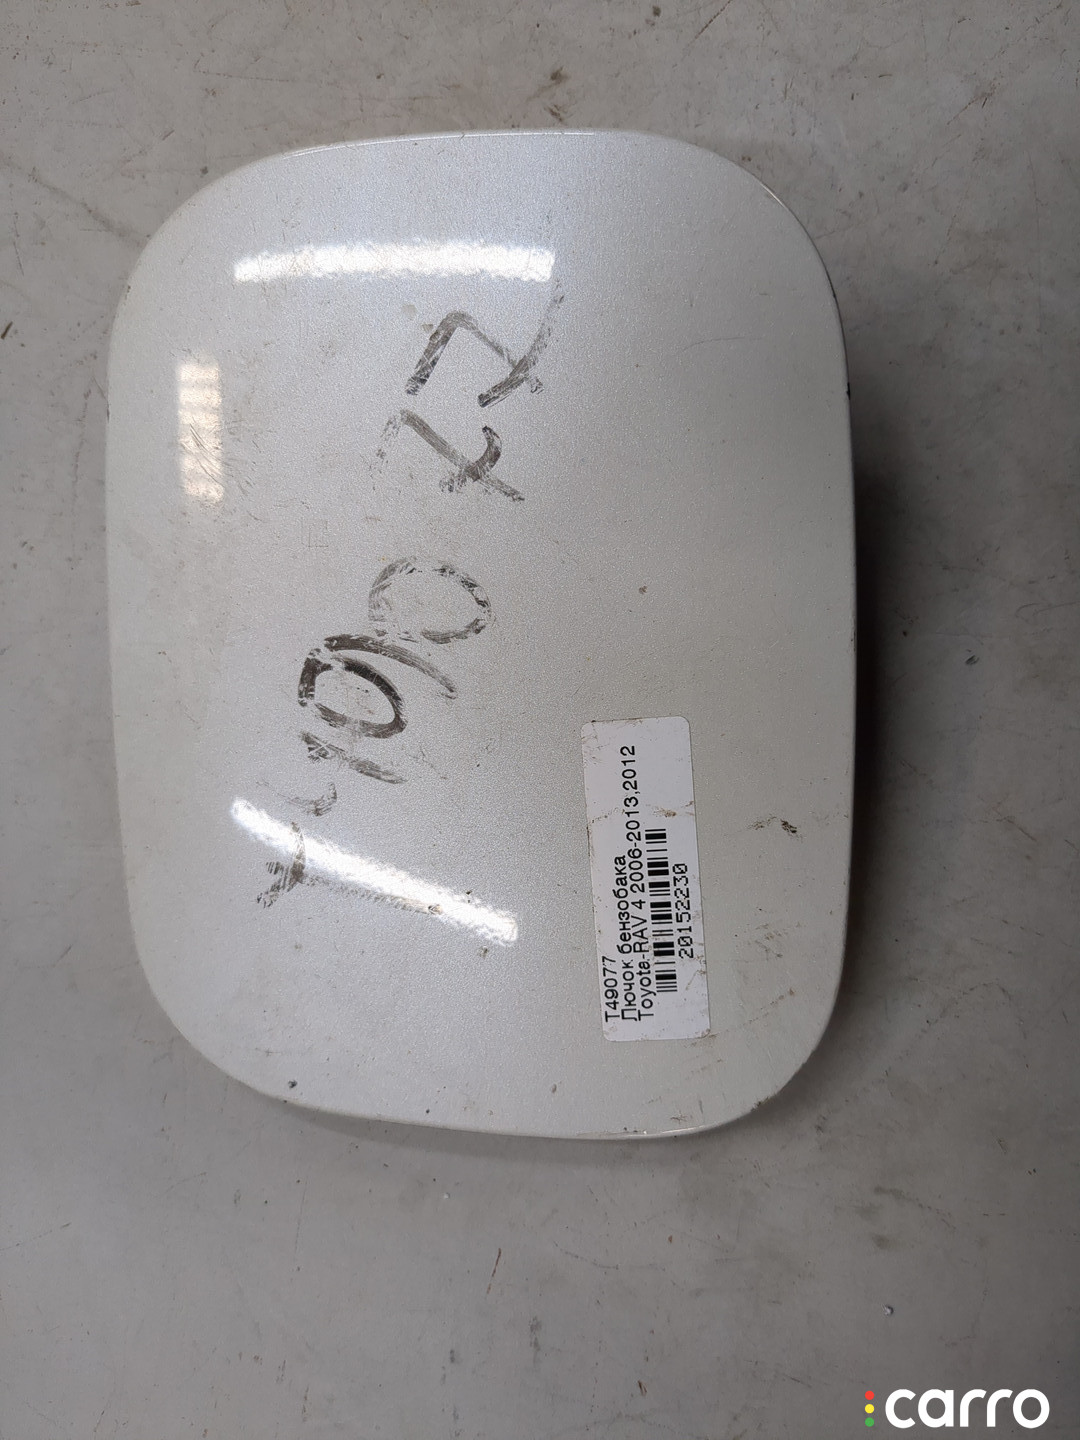 T49077
Лючок бензобака
Toyota-RAV 4 2006-2013,2012
20152230
carro